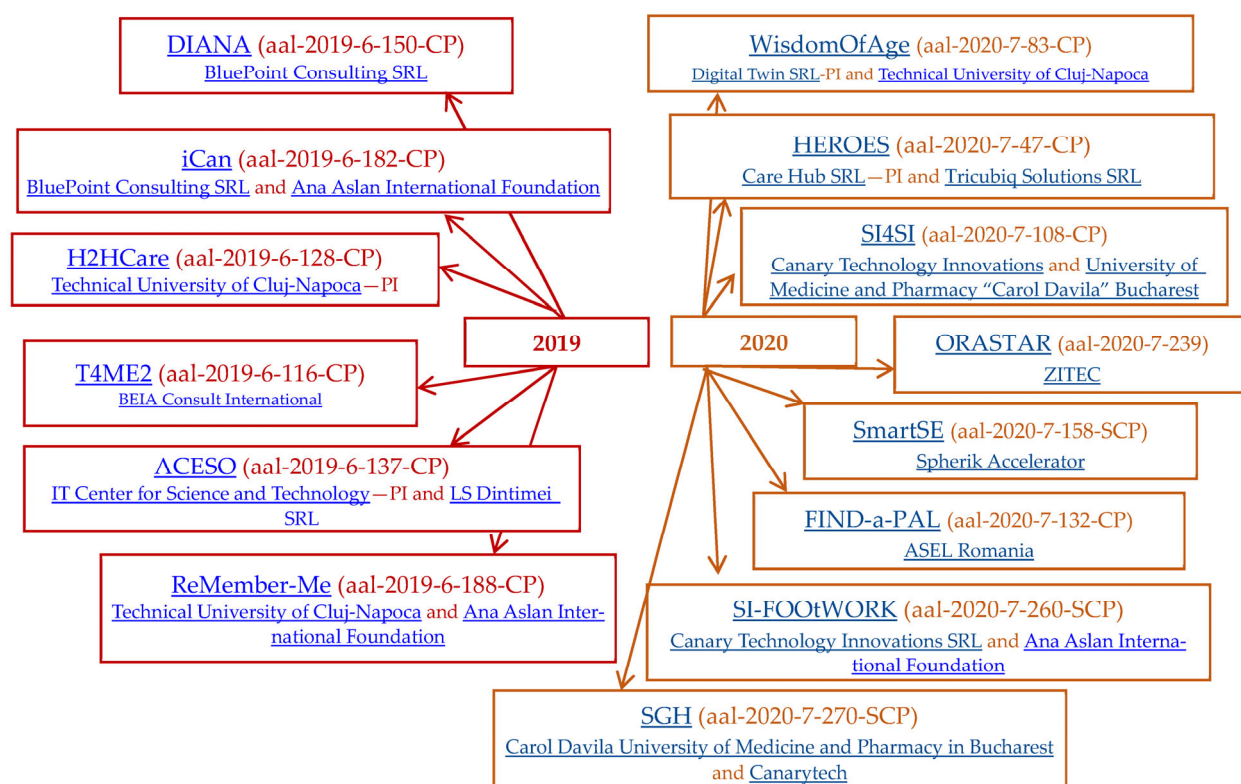 DIANA (aal-2019-6-150-CP)
BluePoint Consulting SRL
iCan (aal-2019-6-182-CP)
BluePoint Consulting SRL and Ana Aslan International Foundation
H2HCare (aal-2019-6-128-CP)
Technical University of Cluj-Napoca—PI
2019
T4ME2 (aal-2019-6-116-CP)
BEIA Consult International
ACESO (aal-2019-6-137-CP)
IT Center for Science and Technology—PI and LS Dintimei
SRL
ReMember-Me (aal-2019-6-188-CP)
Technical University of Cluj-Napoca and Ana Aslan Inter-
national Foundation
WisdomOfAge (aal-2020-7-83-CP)
Digital Twin SRL-PI and Technical University of Cluj-Napoca
HEROES (aal-2020-7-47-CP)
Care Hub SRL—PI and Tricubiq Solutions SRL
SI4SI (aal-2020-7-108-CP)
Canary Technology Innovations and University of
Medicine and Pharmacy “Carol Davila” Bucharest
2020
ORASTAR (aal-2020-7-239)
ZITEC
SmartSE (aal-2020-7-158-SCP)
Spherik Accelerator
FIND-a-PAL (aal-2020-7-132-CP)
ASEL Romania
SI-FOOtWORK (aal-2020-7-260-SCP)
Canary Technology Innovations SRL and Ana Aslan Interna-
tional Foundation
SGH (aal-2020-7-270-SCP)
Carol Davila University of Medicine and Pharmacy in Bucharest
and Canarytech